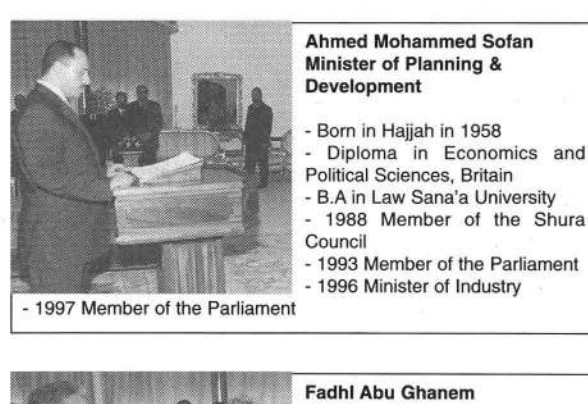 Ahmed Mohammed Sofan
Minister of Planning &
Development
- Born in Hajjah in 1958
- Diploma in Economics and
Political Sciences, Britain
- B.A in Law Sana'a University
- 1988 Member of the Shura
Council
- 1993 Member of the Parliament
- 1996 Minister of Industry
- 1997 Member of the Parliament
Fadhl Abu Ghanem